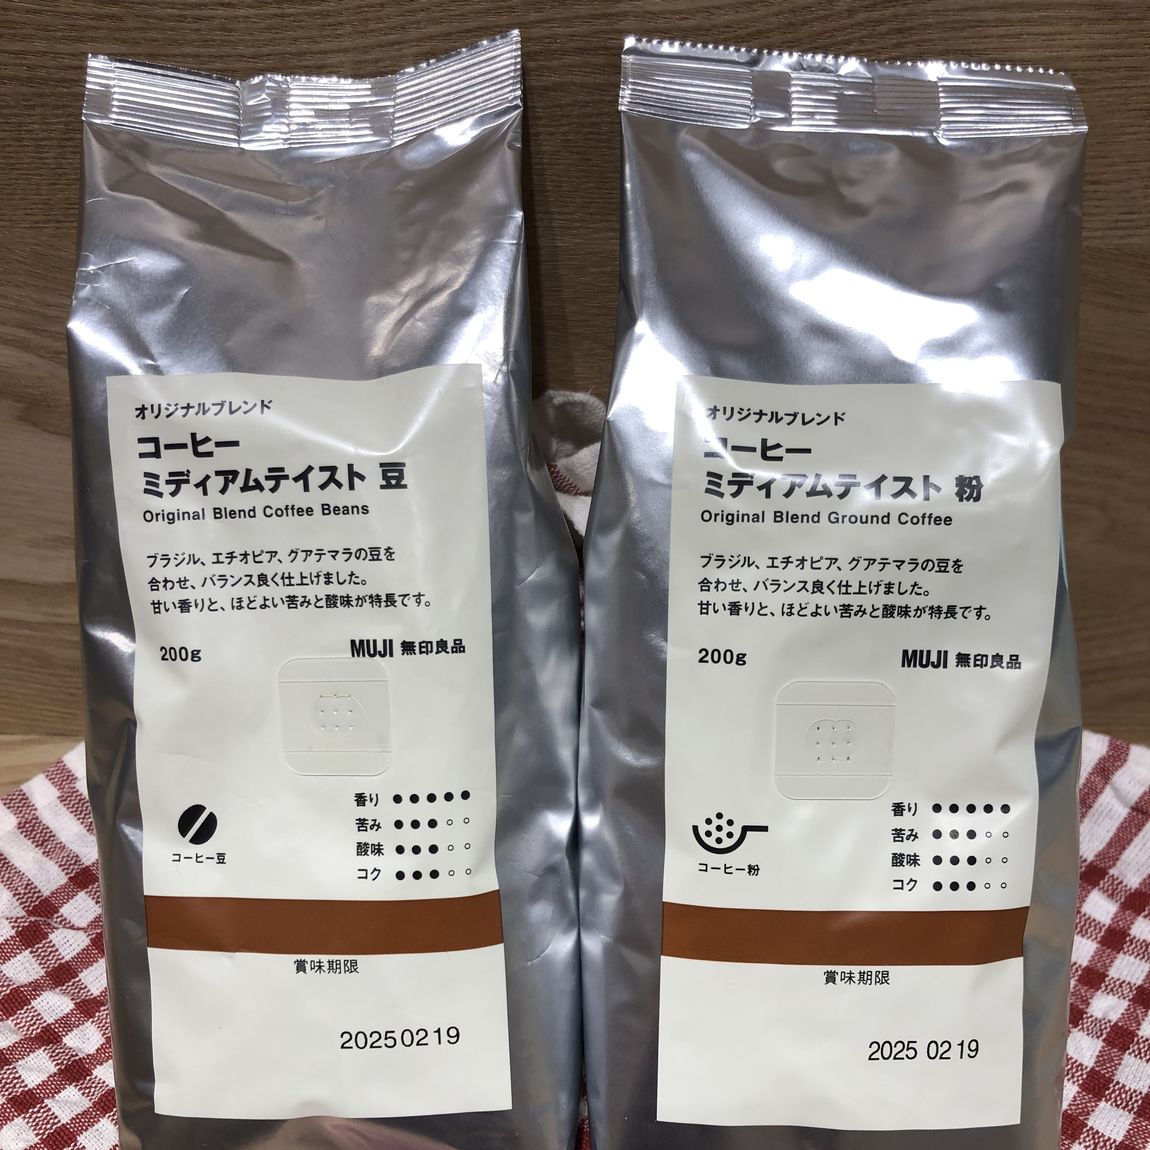 オリジナルブレンド
コーヒー
ミディアムテイスト 豆
Original Blend Coffee Beans
ブラジル、エチオピア、グアテマラの豆を
合わせ、バランス良く仕上げました。
甘い香りと、ほどよい苦みと酸味が特長です。
200g
MUJI 無印良品
香り ●●●●●
苦み ●●●○○
酸味 ●●●○○
コク ●●●○○
コーヒー豆
賞味期限
2025 02 19
オリジナルブレンド
コーヒー
ミディアムテイスト 粉
Original Blend Ground Coffee
ブラジル、エチオピア、グアテマラの豆を
合わせ、バランス良く仕上げました。
甘い香りと、ほどよい苦みと酸味が特長です。
200g
MUJI 無印良品
香り ●●●●●
苦み ●●●○○
酸味 ●●●○○
コク ●●●○○
コーヒー粉
賞味期限
2025 02 19